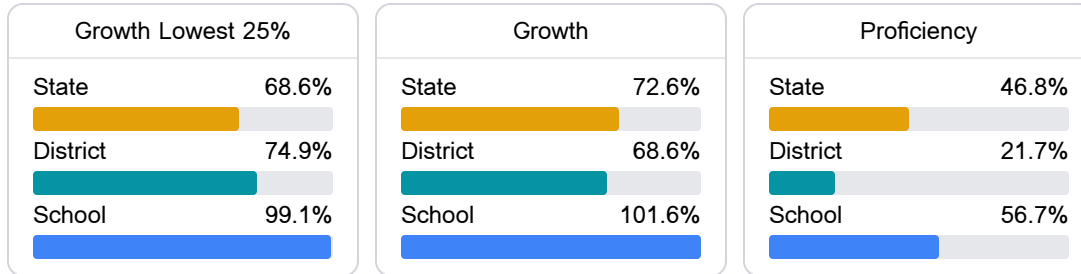 Growth Lowest 25%
State 68.6%
District 74.9%
School 99.1%
Growth
State 72.6%
District 68.6%
School 101.6%
Proficiency
State 46.8%
District 21.7%
School 56.7%